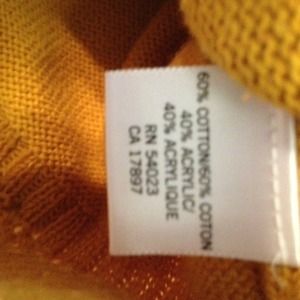 60% COTTON/60% COTON
40% ACRYLIC/
40% ACRYLIQUE
RN 54023
CA 17897